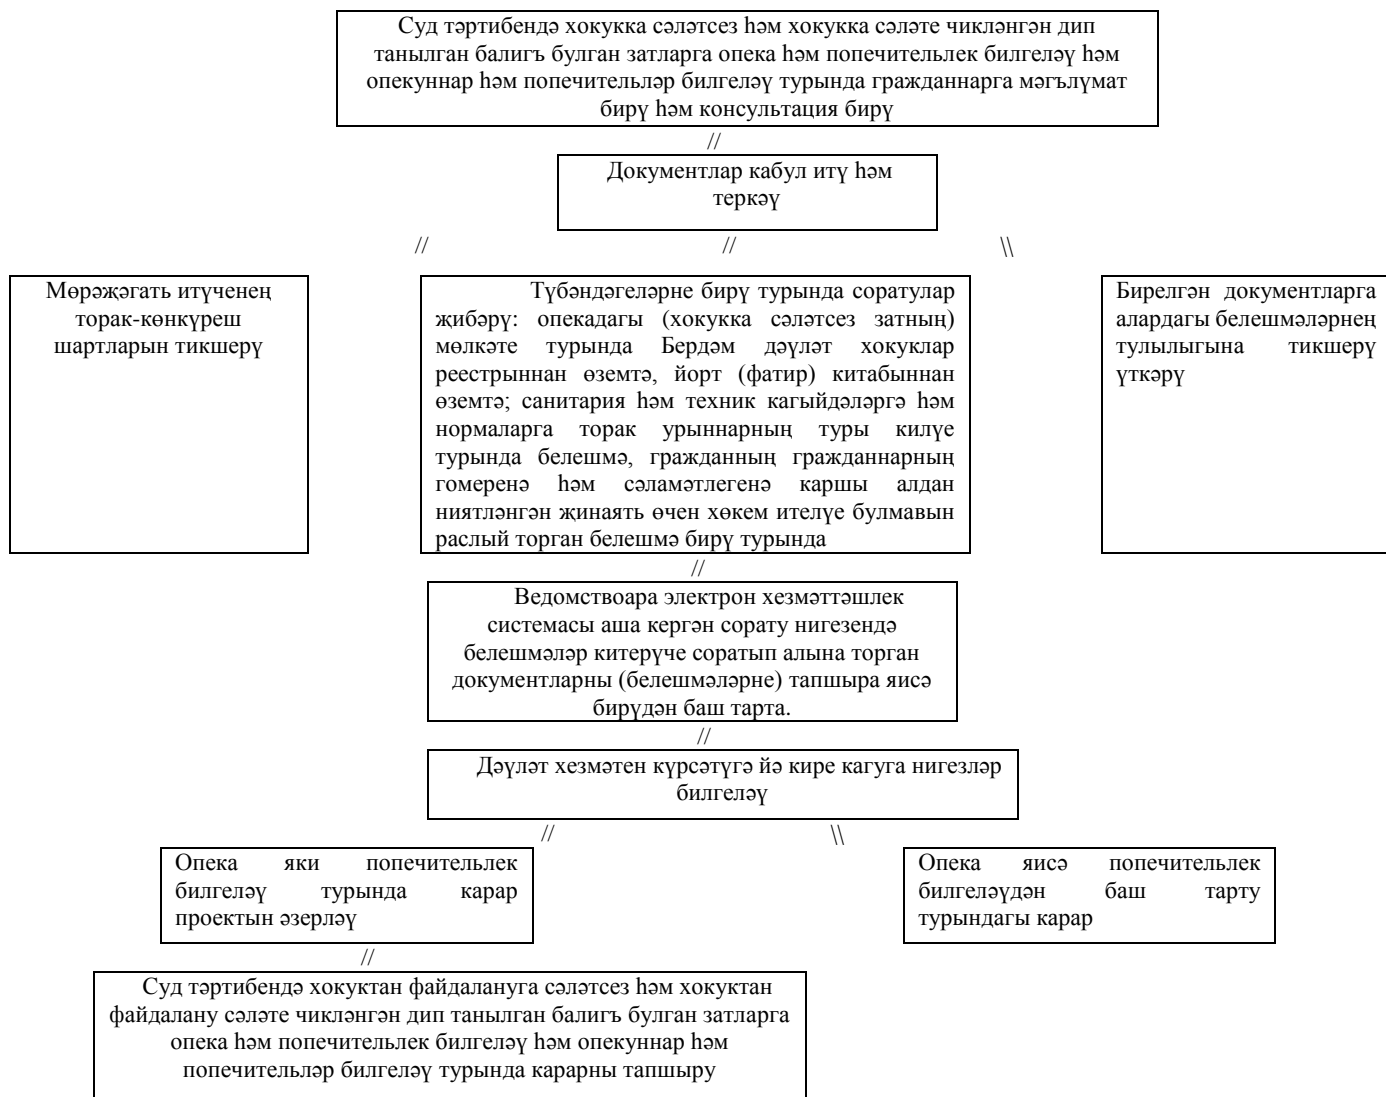 Суд тәртибендә хокукка сәләтсез һәм хокукка сәләте чикләнгән дип
танылган балигъ булган затларга опека һәм попечительлек билгеләү һәм
опекуннар һәм попечительләр билгеләү турында гражданнарга мәгълүмат
бирү һәм консультация бирү
//
Документлар кабул итү һәм
теркәү
// // \\
Мөрәҗәгать итүченең
торак-көнкүреш
шартларын тикшерү
Түбәндәгеләрне бирү турында соратулар
җибәрү: опекадагы (хокукка сәләтсез затның)
мөлкәте турында Бердәм дәүләт хокуклар
реестрыннан өземтә, йорт (фатир) китабыннан
өземтә; санитария һәм техник кагыйдәләргә һәм
нормаларга торак урыннарның туры килүе
турында белешмә, гражданның гражданнарның
гомеренә һәм сәламәтлегенә каршы алдан
ниятләнгән җинаять өчен хөкем ителүе булмавын
раслый торган белешмә бирү турында
Бирелгән документларга
алардагы белешмәләрнең
тулылыгына тикшерү
үткәрү
//
Ведомствоара электрон хезмәттәшлек
системасы аша кергән сорату нигезендә
белешмәләр китерүче соратып алына торган
документларны (белешмәләрне) тапшыра яисә
бирүдән баш тарта.
//
Дәүләт хезмәтен күрсәтүгә йә кире кагуга нигезләр
билгеләү
// \\
Опека яки попечительлек
билгеләү турында карар
проектын әзерләү
Опека яисә попечительлек
билгеләүдән баш тарту
турындагы карар
//
Суд тәртибендә хокуктан файдалануга сәләтсез һәм хокуктан
файдалану сәләте чикләнгән дип танылган балигъ булган затларга
опека һәм попечительлек билгеләү һәм опекуннар һәм
попечительләр билгеләү турында карарны тапшыру